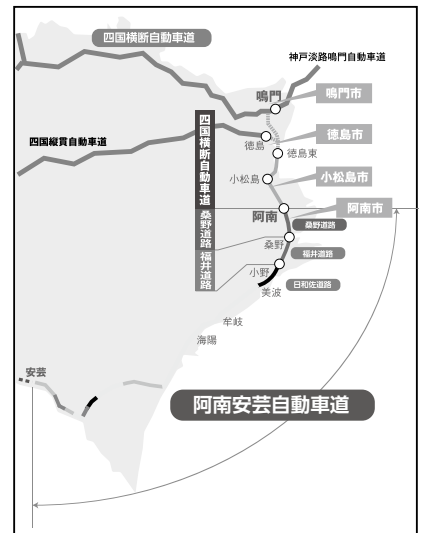 四国横断自動車道
神戸淡路鳴門自動車道
鳴門
鳴門市
四国縦貫自動車道
徳島
徳島市
徳島東
四国横断自動車道
桑野道路
福井道路
小松島
小松島市
阿南
阿南市
桑野道路
桑野
福井道路
小野
日和佐道路
美波
牟岐
海陽
安芸
阿南安芸自動車道